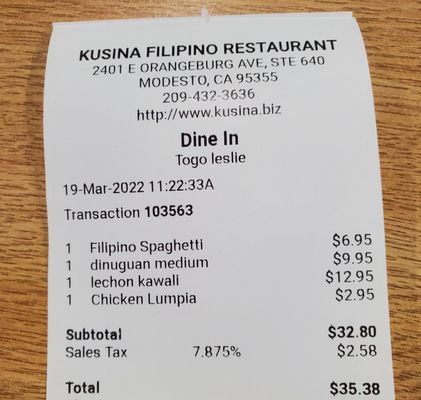 KUSINA FILIPINO RESTAURANT
2401 E ORANGEBURG AVE, STE 640
MODESTO, CA 95355
209-432-3636
http://www.kusina.biz
Dine In
Togo leslie
19-Mar-2022 11:22:33A
Transaction 103563
1 Filipino Spaghetti $6.95
1 dinuguan medium $9.95
1 lechon kawali $12.95
1 Chicken Lumpia $2.95
Subtotal $32.80
Sales Tax 7.875% $2.58
Total $35.38